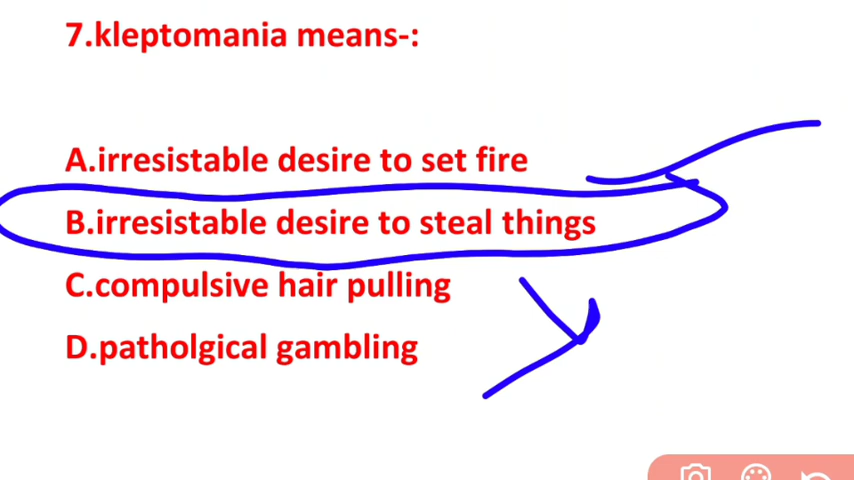 7.kleptomania means-:
A.irresistable desire to set fire
B.irresistable desire to steal things
C.compulsive hair pulling
D.patholgical gambling